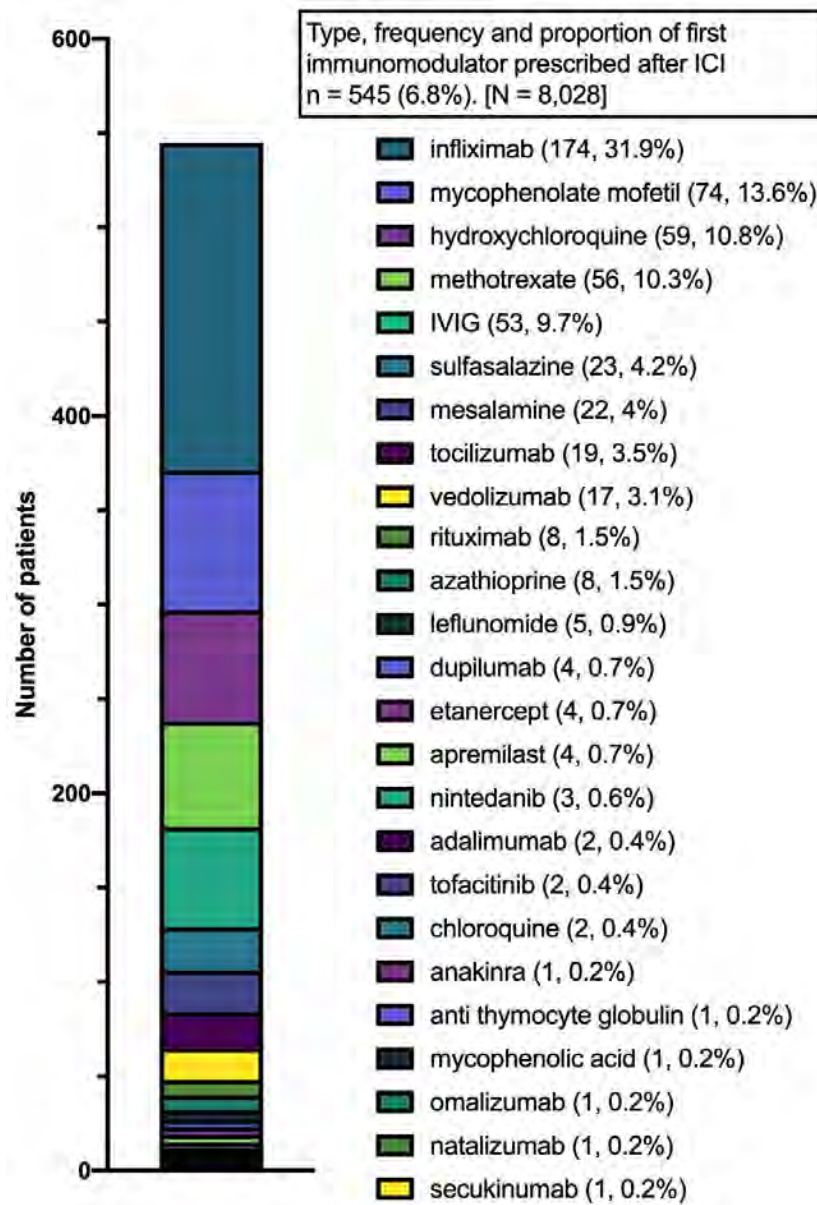 Type, frequency and proportion of first
immunomodulator prescribed after ICI
n = 545 (6.8%). [N = 8,028]
600
400
200
0
Number of patients
infliximab (174, 31.9%)
mycophenolate mofetil (74, 13.6%)
hydroxychloroquine (59, 10.8%)
methotrexate (56, 10.3%)
IVIG (53, 9.7%)
sulfasalazine (23, 4.2%)
mesalamine (22, 4%)
tocilizumab (19, 3.5%)
vedolizumab (17, 3.1%)
rituximab (8, 1.5%)
azathioprine (8, 1.5%)
leflunomide (5, 0.9%)
dupilumab (4, 0.7%)
etanercept (4, 0.7%)
apremilast (4, 0.7%)
nintedanib (3, 0.6%)
adalimumab (2, 0.4%)
tofacitinib (2, 0.4%)
chloroquine (2, 0.4%)
anakinra (1, 0.2%)
anti thymocyte globulin (1, 0.2%)
mycophenolic acid (1, 0.2%)
omalizumab (1, 0.2%)
natalizumab (1, 0.2%)
secukinumab (1, 0.2%)